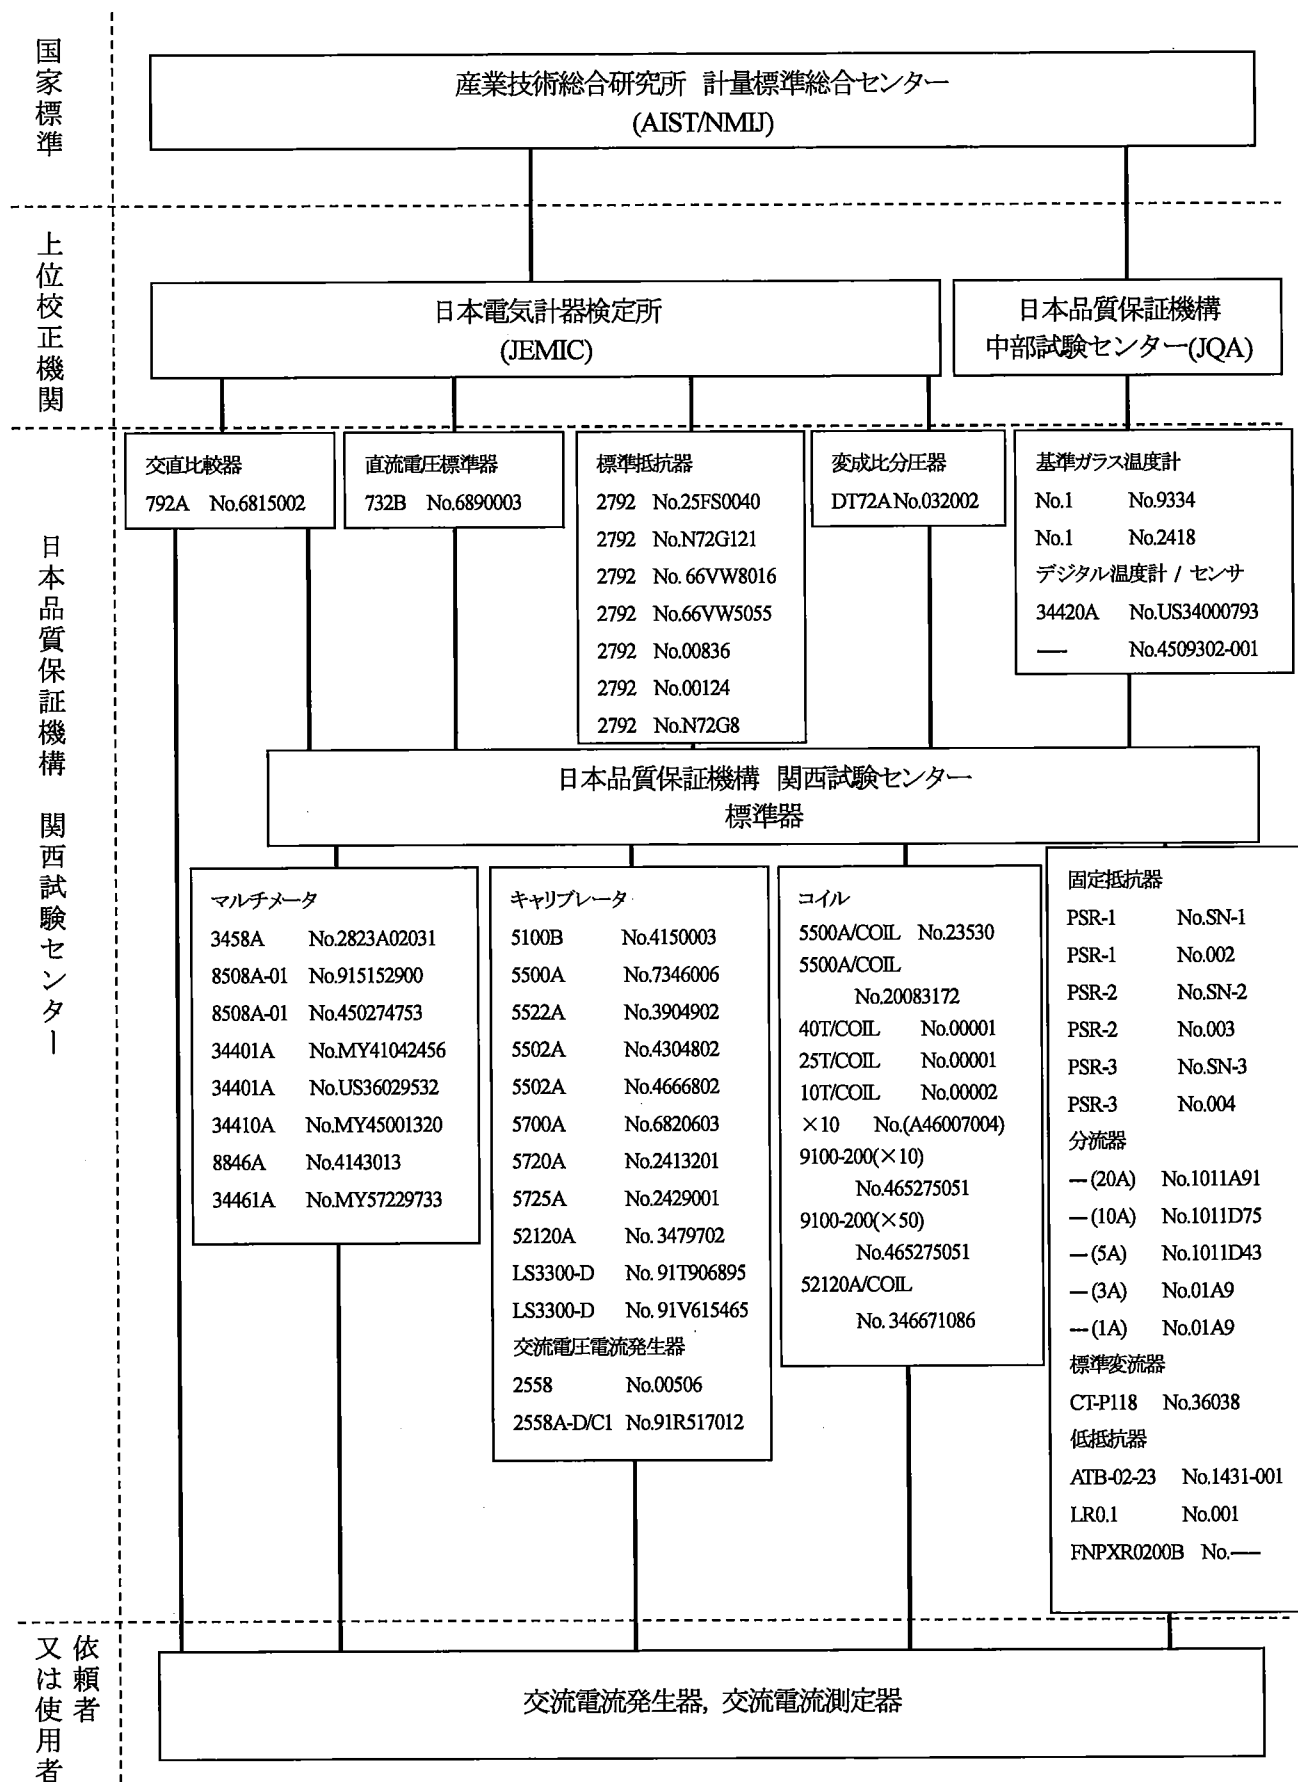 国家標準
産業技術総合研究所 計量標準総合センター
(AIST/NMIJ)
上位校正機関
日本電気計器検定所
(JEMIC)
日本品質保証機構
中部試験センター(JQA)
日本品質保証機構 関西試験センター
交直比較器
792A No.6815002
直流電圧標準器
732B No.6890003
標準抵抗器
2792 No.25FS0040
2792 No.N72G121
2792 No. 66VW8016
2792 No.66VW5055
2792 No.00836
2792 No.00124
2792 No.N72G8
変成比分圧器
DT72A No.032002
基準ガラス温度計
No.1 No.9334
No.1 No.2418
デジタル温度計 / センサ
34420A No.US34000793
— No.4509302-001
日本品質保証機構 関西試験センター
標準器
マルチメータ
3458A No.2823A02031
8508A-01 No.915152900
8508A-01 No.450274753
34401A No.MY41042456
34401A No.US36029532
34410A No.MY45001320
8846A No.4143013
34461A No.MY57229733
キャリブレータ
5100B No.4150003
5500A No.7346006
5522A No.3904902
5502A No.4304802
5502A No.4666802
5700A No.6820603
5720A No.2413201
5725A No.2429001
52120A No. 3479702
LS3300-D No. 91T906895
LS3300-D No. 91V615465
交流電圧電流発生器
2558 No.00506
2558A-D/C1 No.91R517012
コイル
5500A/COIL No.23530
5500A/COIL
No.20083172
40T/COIL No.00001
25T/COIL No.00001
10T/COIL No.00002
×10 No.(A46007004)
9100-200(×10)
No.465275051
9100-200(×50)
No.465275051
52120A/COIL
No. 346671086
固定抵抗器
PSR-1 No.SN-1
PSR-1 No.002
PSR-2 No.SN-2
PSR-2 No.003
PSR-3 No.SN-3
PSR-3 No.004
分流器
—(20A) No.1011A91
—(10A) No.1011D75
—(5A) No.1011D43
—(3A) No.01A9
—(1A) No.01A9
標準変流器
CT-P118 No.36038
低抵抗器
ATB-02-23 No.1431-001
LR0.1 No.001
FNPXR0200B No.—
依頼者
又は使用者
交流電流発生器, 交流電流測定器